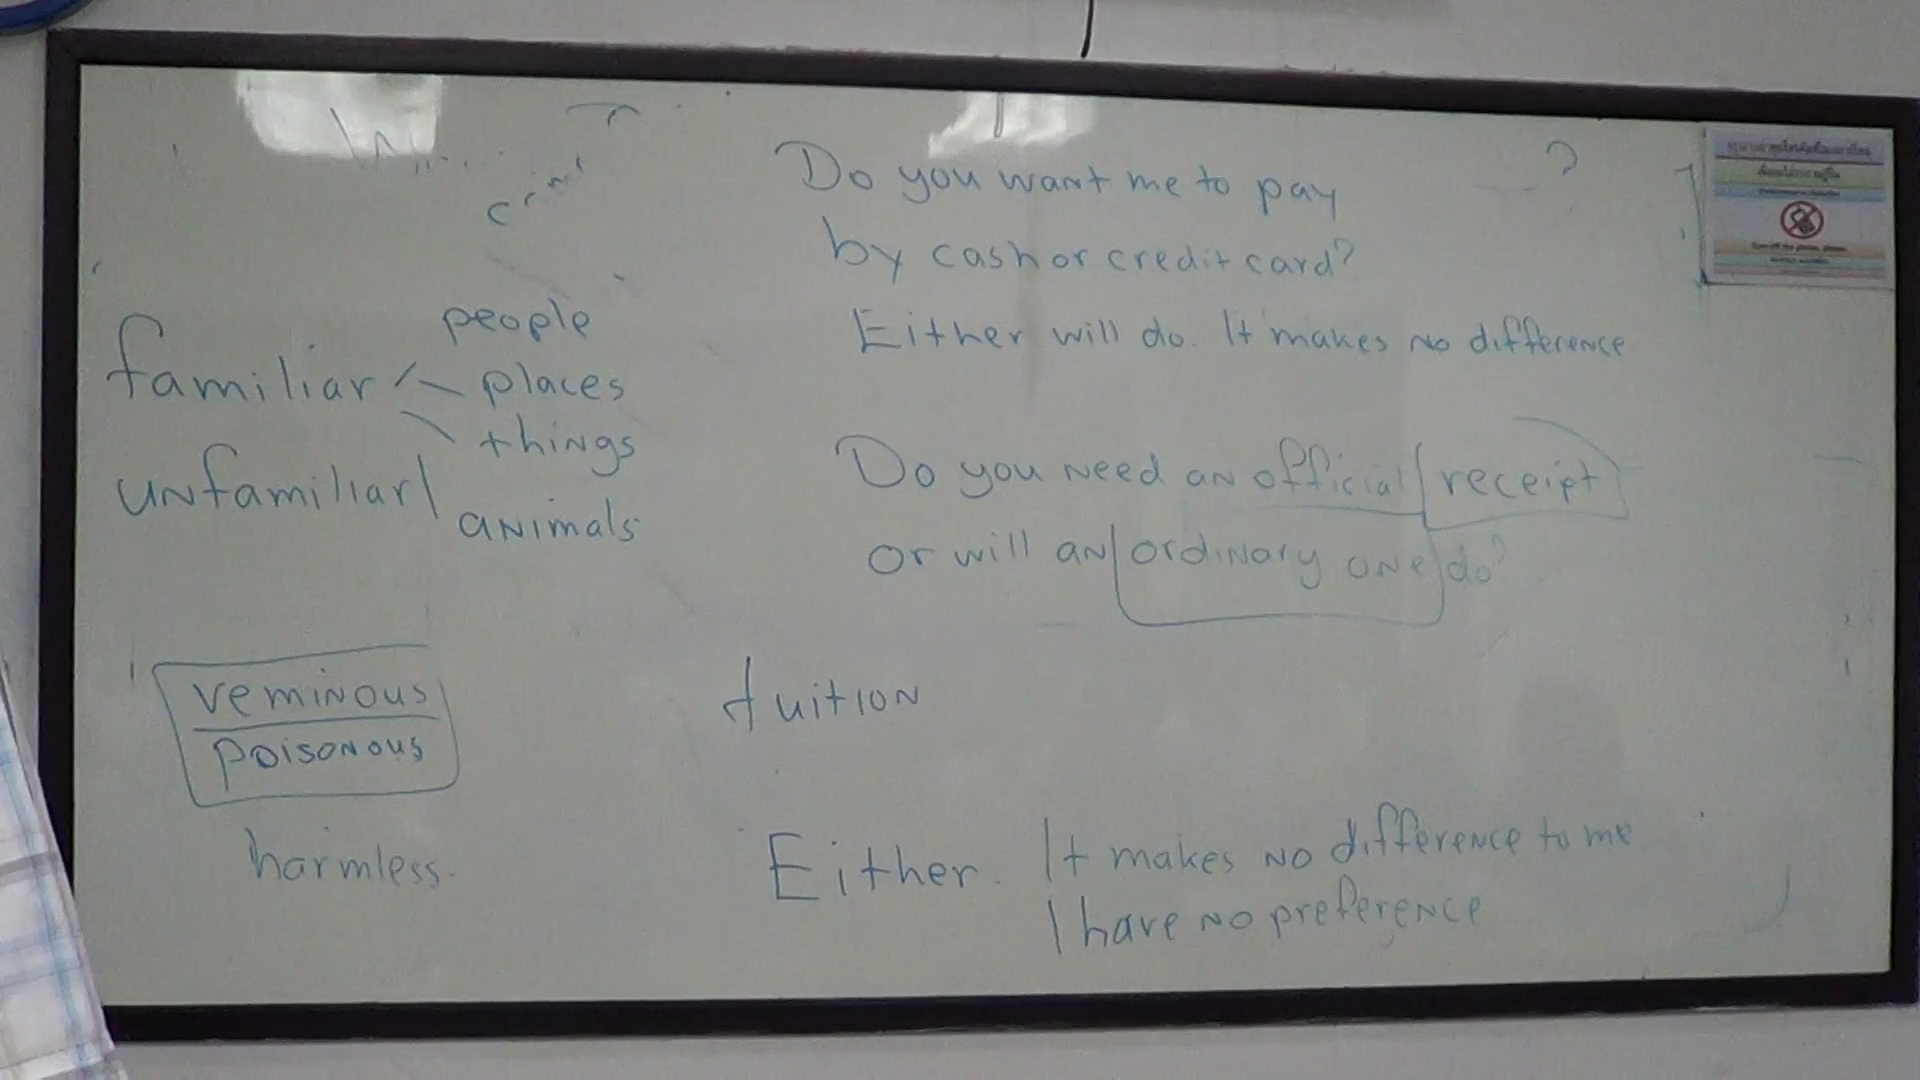 Do you want me to pay
by cash or credit card?
Either will do. It makes no difference
people
familiar
places
things
unfamiliar
animals
Do you need an official receipt
or will an ordinary one do?
veminous
poisonous
harmless.
tuition
Either. It makes no difference to me
I have no preference